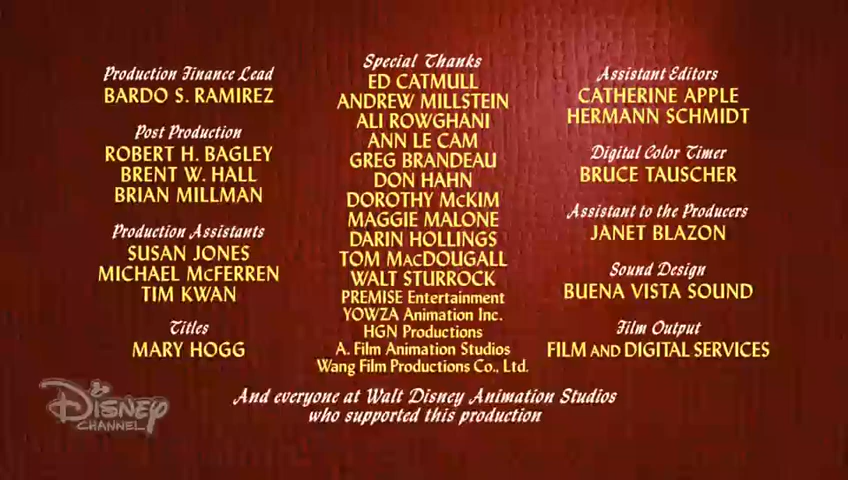 Production Finance Lead
BARDO S. RAMIREZ
Post Production
ROBERT H. BAGLEY
BRENT W. HALL
BRIAN MILLMAN
Production Assistants
SUSAN JONES
MICHAEL McFERREN
TIM KWAN
Titles
MARY HOGG
Special Thanks
ED CATMULL
ANDREW MILLSTEIN
ALI ROWGHANI
ANN LE CAM
GREG BRANDEAU
DON HAHN
DOROTHY McKIM
MAGGIE MALONE
DARIN HOLLINGS
TOM MacDOUGALL
WALT STURROCK
PREMISE Entertainment
YOWZA Animation Inc.
HGN Productions
A. Film Animation Studios
Wang Film Productions Co., Ltd.
Assistant Editors
CATHERINE APPLE
HERMANN SCHMIDT
Digital Color Timer
BRUCE TAUSCHER
Assistant to the Producers
JANET BLAZON
Sound Design
BUENA VISTA SOUND
Film Output
FILM AND DIGITAL SERVICES
And everyone at Walt Disney Animation Studios
who supported this production
Disney
CHANNEL